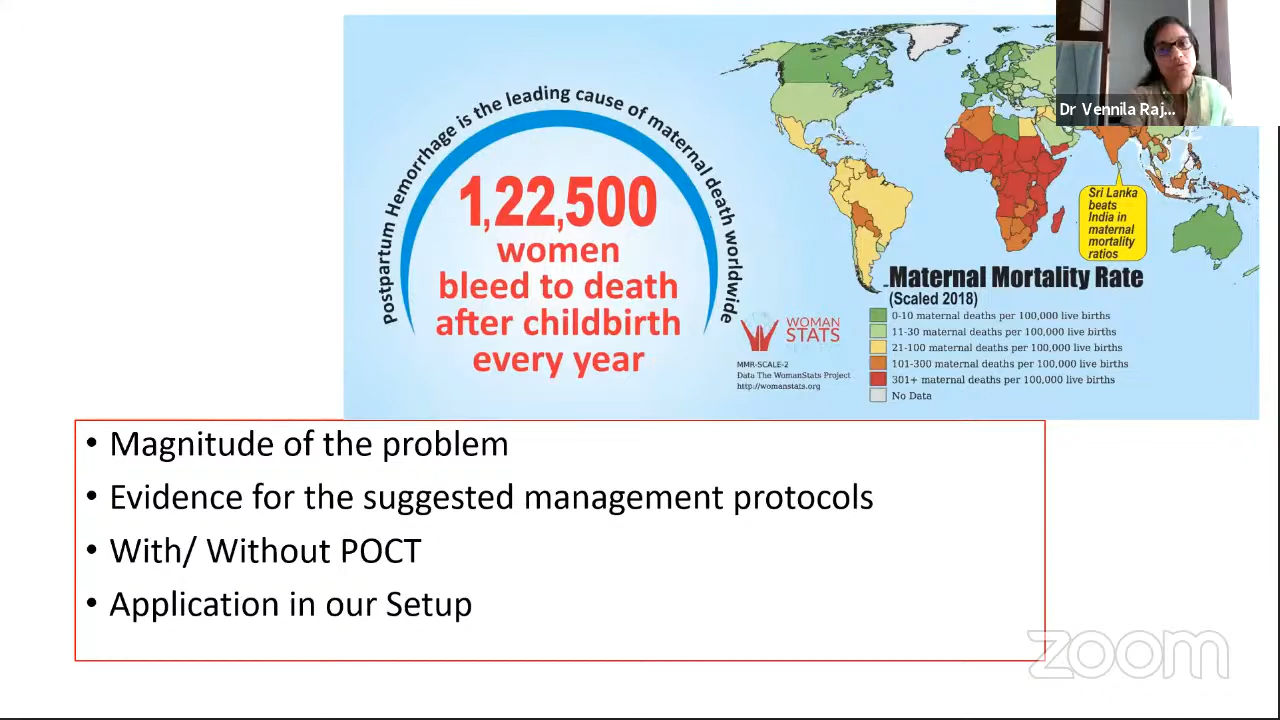 Postpartum Hemorrhage is the leading cause of maternal death worldwide
1,22,500
women
bleed to death
after childbirth
every year
Dr Vennila Raj...
Sri Lanka
beats
India in
maternal
mortality
ratios
Maternal Mortality Rate
(Scaled 2018)
0-10 maternal deaths per 100,000 live births
11-30 maternal deaths per 100,000 live births
21-100 maternal deaths per 100,000 live births
101-300 maternal deaths per 100,000 live births
301+ maternal deaths per 100,000 live births
No Data
WOMAN
STATS
MMR-SCALE-2
Data The WomanStats Project
http://womanstats.org
• Magnitude of the problem
• Evidence for the suggested management protocols
• With/ Without POCT
• Application in our Setup
zoom